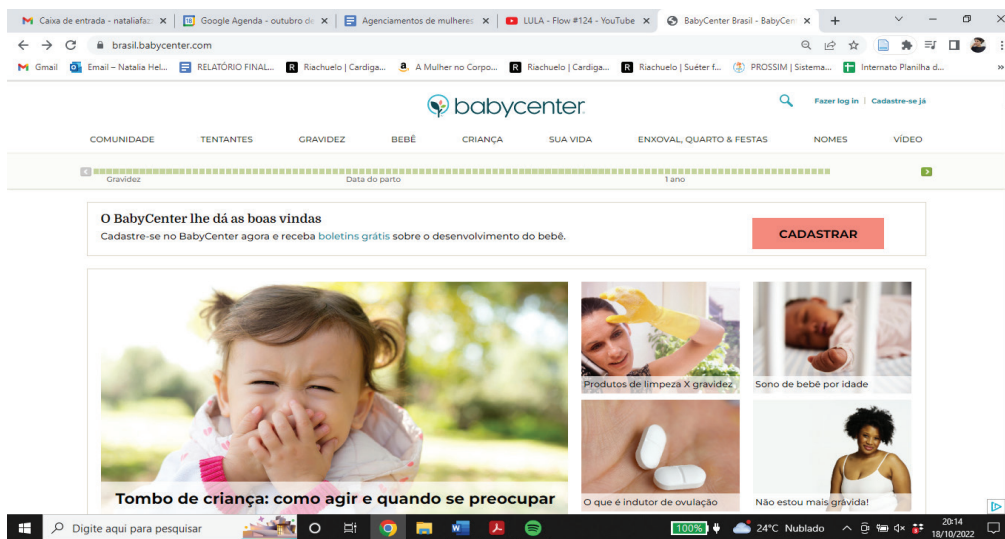 Caixa de entrada - nataliafaz
Google Agenda - outubro de
Agenciamentos de mulheres
LULA - Flow #124 - YouTube
BabyCenter Brasil - BabyCen
brasil.babycenter.com
Gmail
Email – Natalia Hel...
RELATÓRIO FINAL...
Riachuelo | Cardiga...
A Mulher no Corpo...
Riachuelo | Cardiga...
Riachuelo | Suéter f...
PROSSIM | Sistema...
Internato Planilha d...
babycenter
Fazer log in | Cadastre-se já
COMUNIDADE
TENTANTES
GRAVIDEZ
BEBÊ
CRIANÇA
SUA VIDA
ENXOVAL, QUARTO & FESTAS
NOMES
VÍDEO
Gravidez
Data do parto
1 ano
O BabyCenter lhe dá as boas vindas
Cadastre-se no BabyCenter agora e receba boletins grátis sobre o desenvolvimento do bebê.
CADASTRAR
Tombo de criança: como agir e quando se preocupar
Produtos de limpeza X gravidez
Sono de bebê por idade
O que é indutor de ovulação
Não estou mais grávida!
Digite aqui para pesquisar
100%
24°C Nublado
20:14
18/10/2022